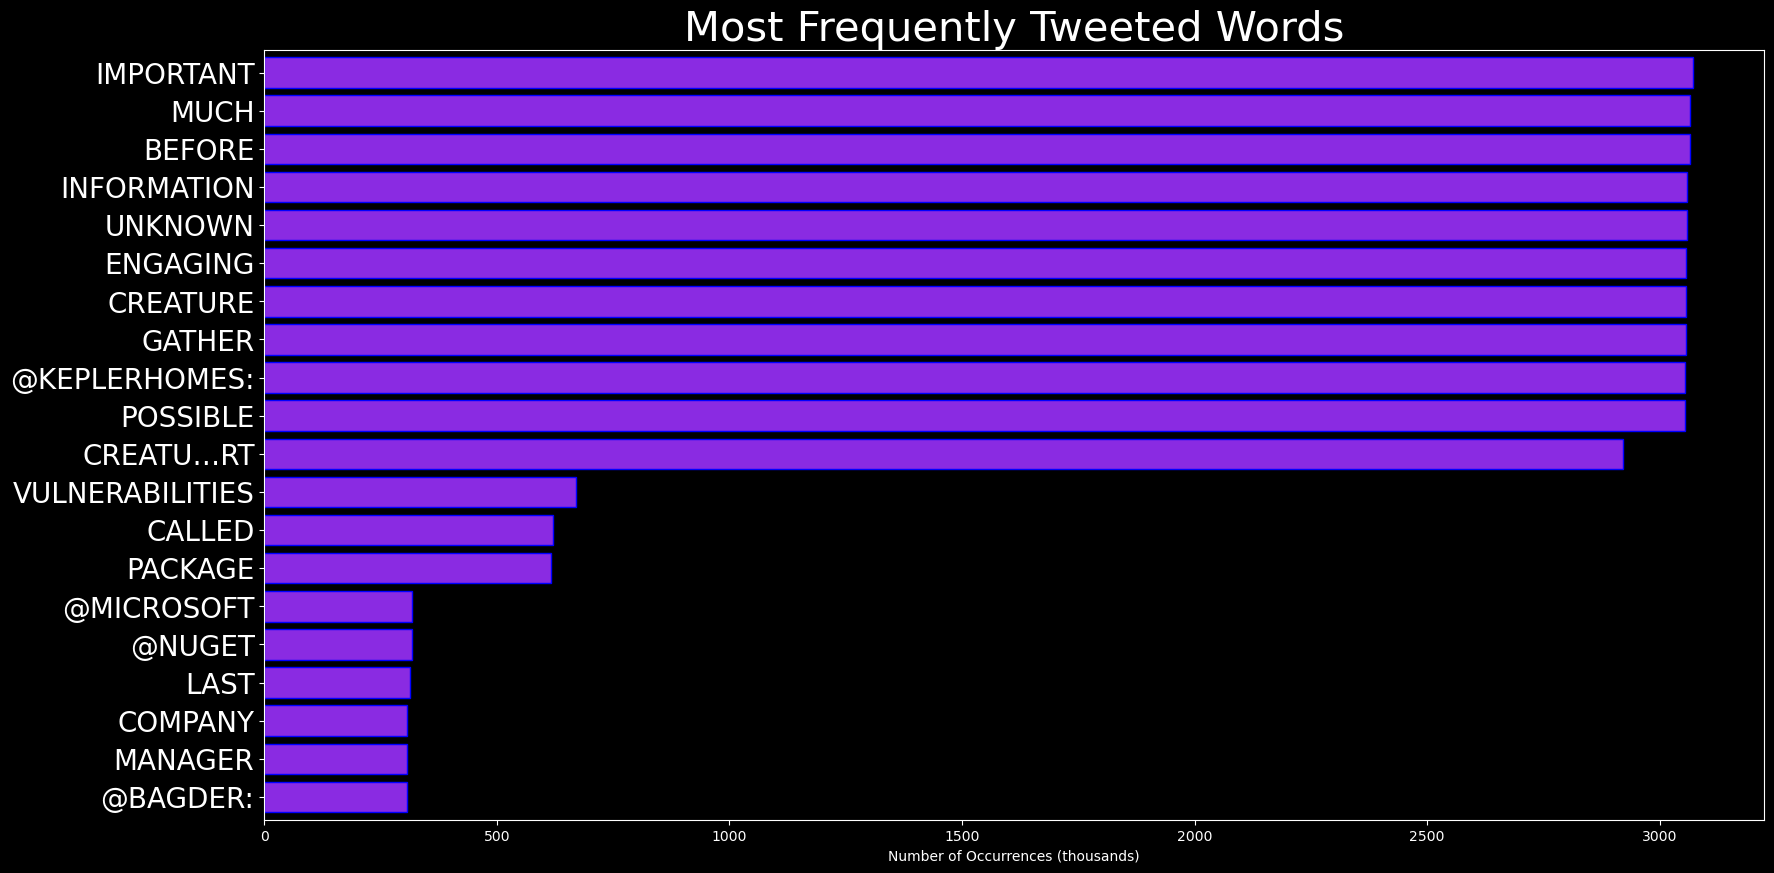 Most Frequently Tweeted Words
IMPORTANT
MUCH
BEFORE
INFORMATION
UNKNOWN
ENGAGING
CREATURE
GATHER
@KEPLERHOMES:
POSSIBLE
CREATU…RT
VULNERABILITIES
CALLED
PACKAGE
@MICROSOFT
@NUGET
LAST
COMPANY
MANAGER
@BAGDER:
0 500 1000 1500 2000 2500 3000
Number of Occurrences (thousands)